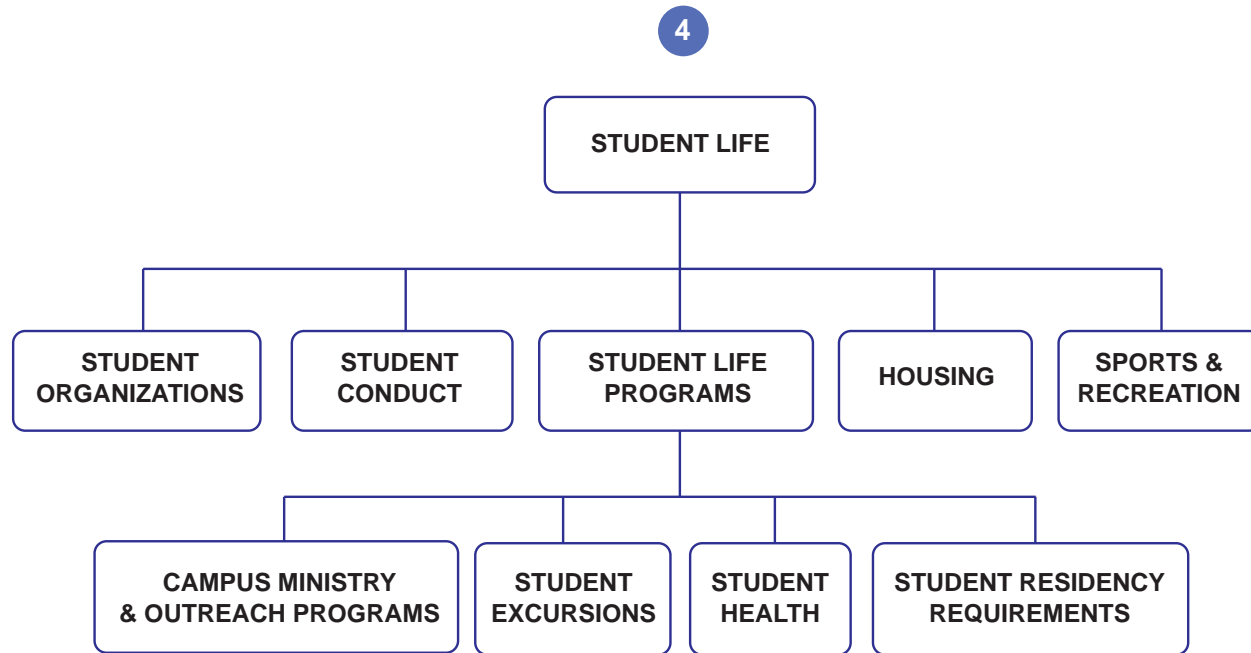 4
STUDENT LIFE
STUDENT
ORGANIZATIONS
STUDENT
CONDUCT
STUDENT LIFE
PROGRAMS
HOUSING
SPORTS &
RECREATION
CAMPUS MINISTRY
& OUTREACH PROGRAMS
STUDENT
EXCURSIONS
STUDENT
HEALTH
STUDENT RESIDENCY
REQUIREMENTS